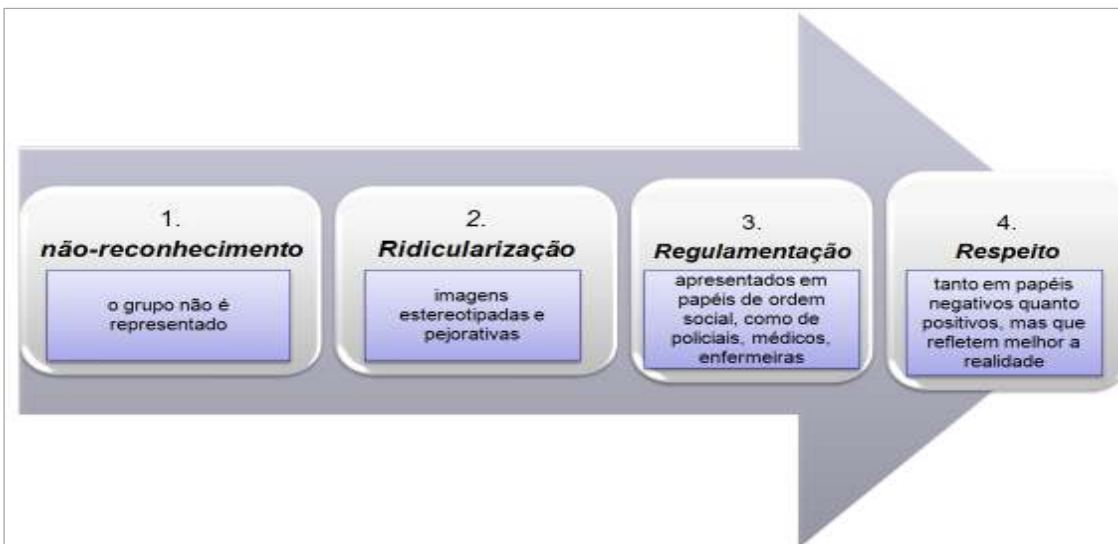 1.
não-reconhecimento
o grupo não é
representado
2.
Ridicularização
imagens
estereotipadas e
pejorativas
3.
Regulamentação
apresentados em
papéis de ordem
social, como de
policiais, médicos,
enfermeiras
4.
Respeito
tanto em papéis
negativos quanto
positivos, mas que
refletem melhor a
realidade